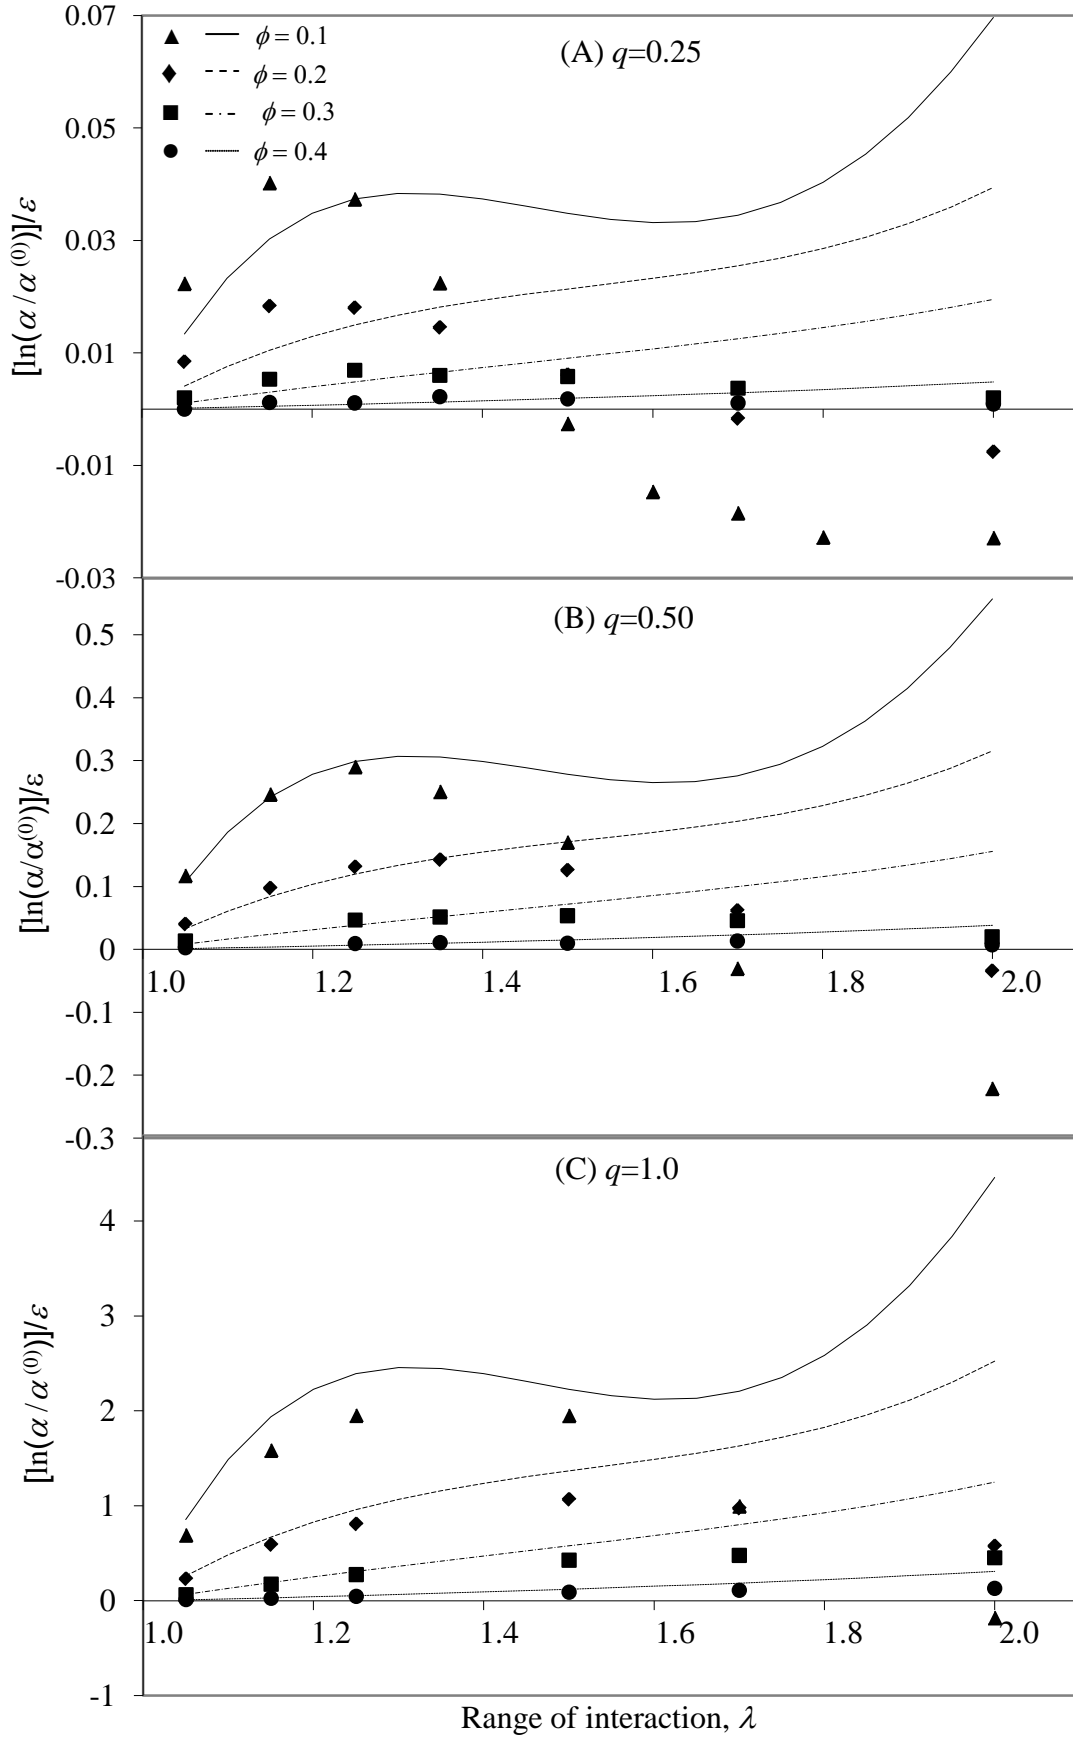 0.07
0.05
0.03
0.01
-0.01
-0.03
[ln(α/α⁽⁰⁾)]/ε
ϕ = 0.1
ϕ = 0.2
ϕ = 0.3
ϕ = 0.4
(A) q=0.25
(B) q=0.50
0.5
0.4
0.3
0.2
0.1
0
-0.1
-0.2
-0.3
[ln(α/α⁽⁰⁾)]/ε
1.0 1.2 1.4 1.6 1.8 2.0
(C) q=1.0
4
3
2
1
0
-1
[ln(α/α⁽⁰⁾)]/ε
1.0 1.2 1.4 1.6 1.8 2.0
Range of interaction, λ